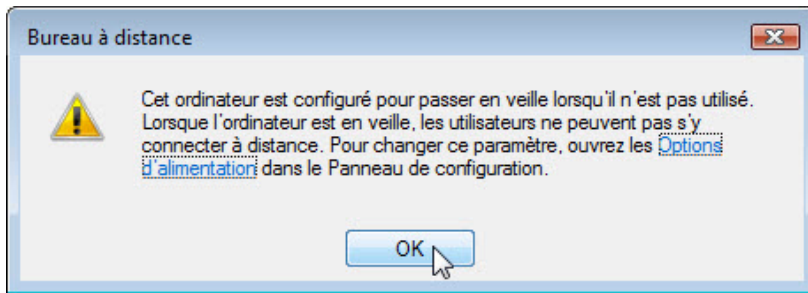 Bureau à distance
Cet ordinateur est configuré pour passer en veille lorsqu'il n'est pas utilisé.
Lorsque l'ordinateur est en veille, les utilisateurs ne peuvent pas s'y
connecter à distance. Pour changer ce paramètre, ouvrez les Options
d'alimentation dans le Panneau de configuration.
OK